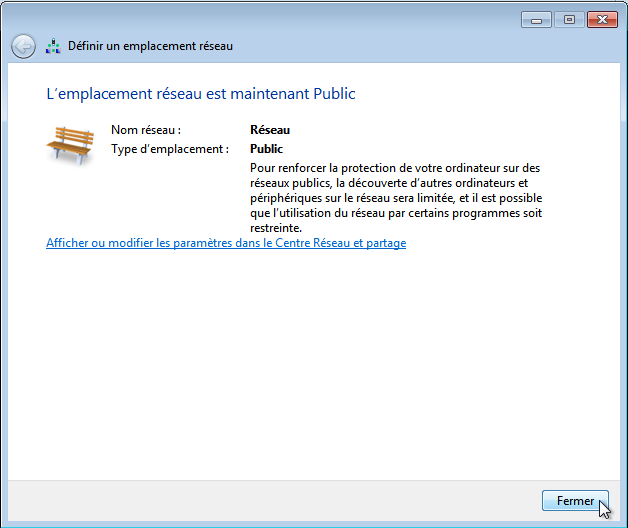 Définir un emplacement réseau
L’emplacement réseau est maintenant Public
Nom réseau : Réseau
Type d’emplacement : Public
Pour renforcer la protection de votre ordinateur sur des
réseaux publics, la découverte d’autres ordinateurs et
périphériques sur le réseau sera limitée, et il est possible
que l’utilisation du réseau par certains programmes soit
restreinte.
Afficher ou modifier les paramètres dans le Centre Réseau et partage
Fermer